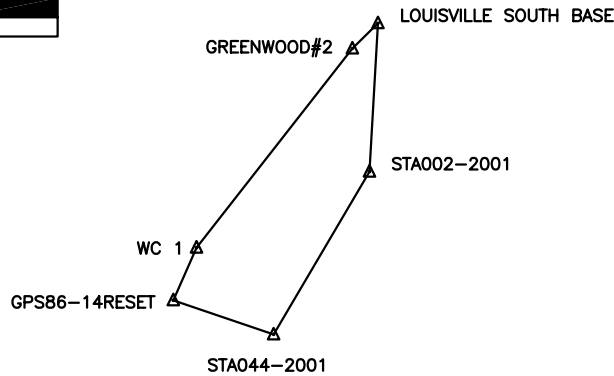 LOUISVILLE SOUTH BASE
GREENWOOD#2
STA002-2001
WC 1
GPS86-14RESET
STA044-2001